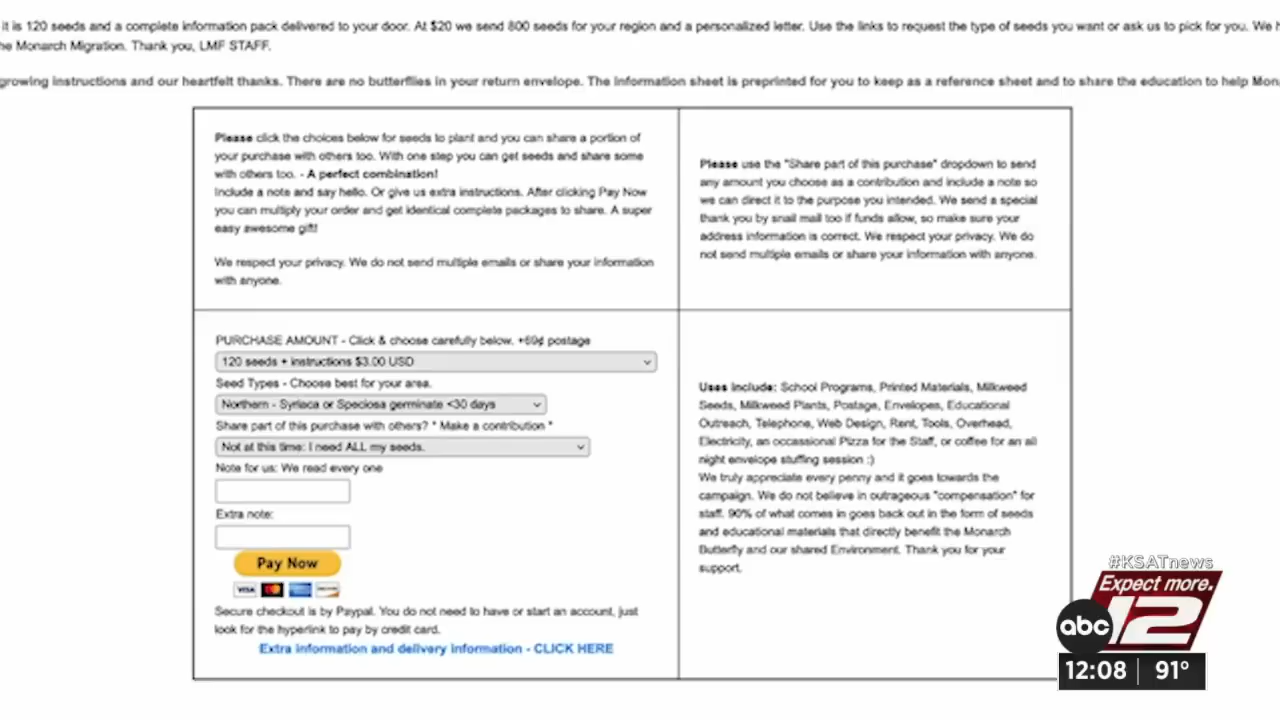 it is 120 seeds and a complete information pack delivered to your door. At $20 we send 800 seeds for your region and a personalized letter. Use the links to request the type of seeds you want or ask us to pick for you. We
the Monarch Migration. Thank you, LMF STAFF.
growing instructions and our heartfelt thanks. There are no butterflies in your return envelope. The information sheet is preprinted for you to keep as a reference sheet and to share the education to help
Please click the choices below for seeds to plant and you can share a portion of
your purchase with others too. With one step you can get seeds and share some
with others too. - A perfect combination!
Include a note and say hello. Or give us extra instructions. After clicking Pay Now
you can multiply your order and get identical complete packages to share. A super
easy awesome gift!
We respect your privacy. We do not send multiple emails or share your information
with anyone.
Please use the "Share part of this purchase" dropdown to send
any amount you choose as a contribution and include a note so
we can direct it to the purpose you intended. We send a special
thank you by snail mail too if funds allow, so make sure your
address information is correct. We respect your privacy. We do
not send multiple emails or share your information with anyone.
PURCHASE AMOUNT - Click & choose carefully below. +69¢ postage
120 seeds + instructions $3.00 USD
Seed Types - Choose best for your area.
Northern - Syriaca or Speciosa germinate <30 days
Share part of this purchase with others? * Make a contribution *
Not at this time: I need ALL my seeds.
Note for us: We read every one
Extra note:
Pay Now
VISA
Secure checkout is by Paypal. You do not need to have or start an account, just
look for the hyperlink to pay by credit card.
Extra information and delivery information - CLICK HERE
Uses include: School Programs, Printed Materials, Milkweed
Seeds, Milkweed Plants, Postage, Envelopes, Educational
Outreach, Telephone, Web Design, Rent, Tools, Overhead,
Electricity, an occassional Pizza for the Staff, or coffee for an all
night envelope stuffing session :)
We truly appreciate every penny and it goes towards the
campaign. We do not believe in outrageous "compensation" for
staff. 90% of what comes in goes back out in the form of seeds
and educational materials that directly benefit the Monarch
Butterfly and our shared Environment. Thank you for your
support.
#KSATnews
Expect more.
abc 12
12:08 91°